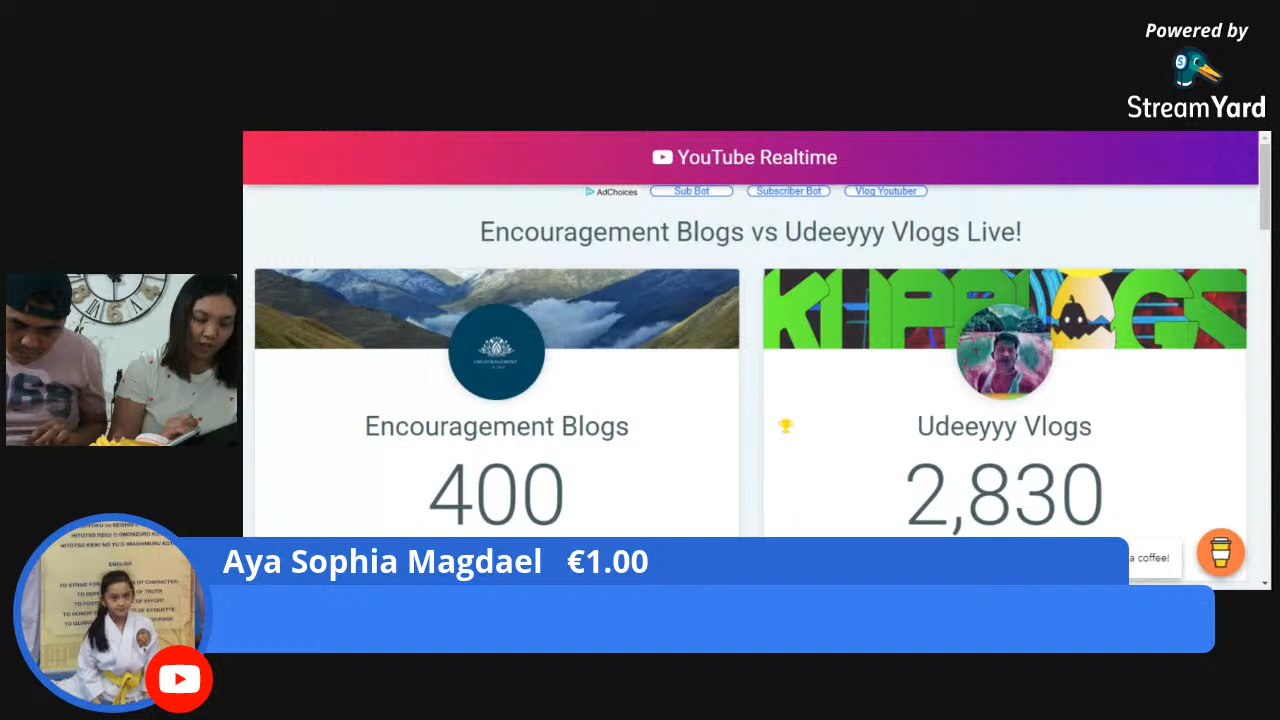 Powered by
StreamYard
YouTube Realtime
AdChoices
Sub Bot
Subscriber Bot
Vlog Youtuber
Encouragement Blogs vs Udeeyyy Vlogs Live!
Encouragement Blogs
400
Udeeyyy Vlogs
2,830
a coffee!
Aya Sophia Magdael €1.00
ENGLISH